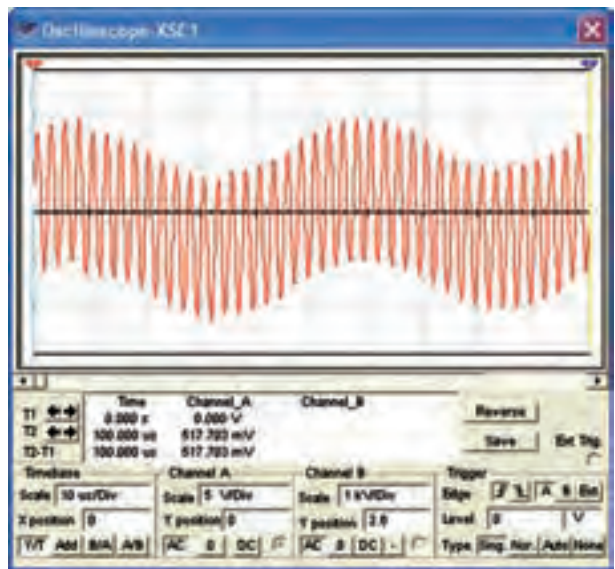 Oscilloscope-XSC1
Time Channel_A Channel_B
T1 0.000 s 0.000 V
T2 100.000 us 517.703 mV
T2-T1 100.000 us 517.703 mV
Reverse
Save
Ext Trig
Timebase
Scale 10 us/Div
X position 0
Y/T Add B/A A/B
Channel A
Scale 5 V/Div
Y position 0
AC 0 DC
Channel B
Scale 1 kV/Div
Y position 2.0
AC 0 DC -
Trigger
Edge A B Ext
Level 0 V
Type Sing. Nor. Auto None